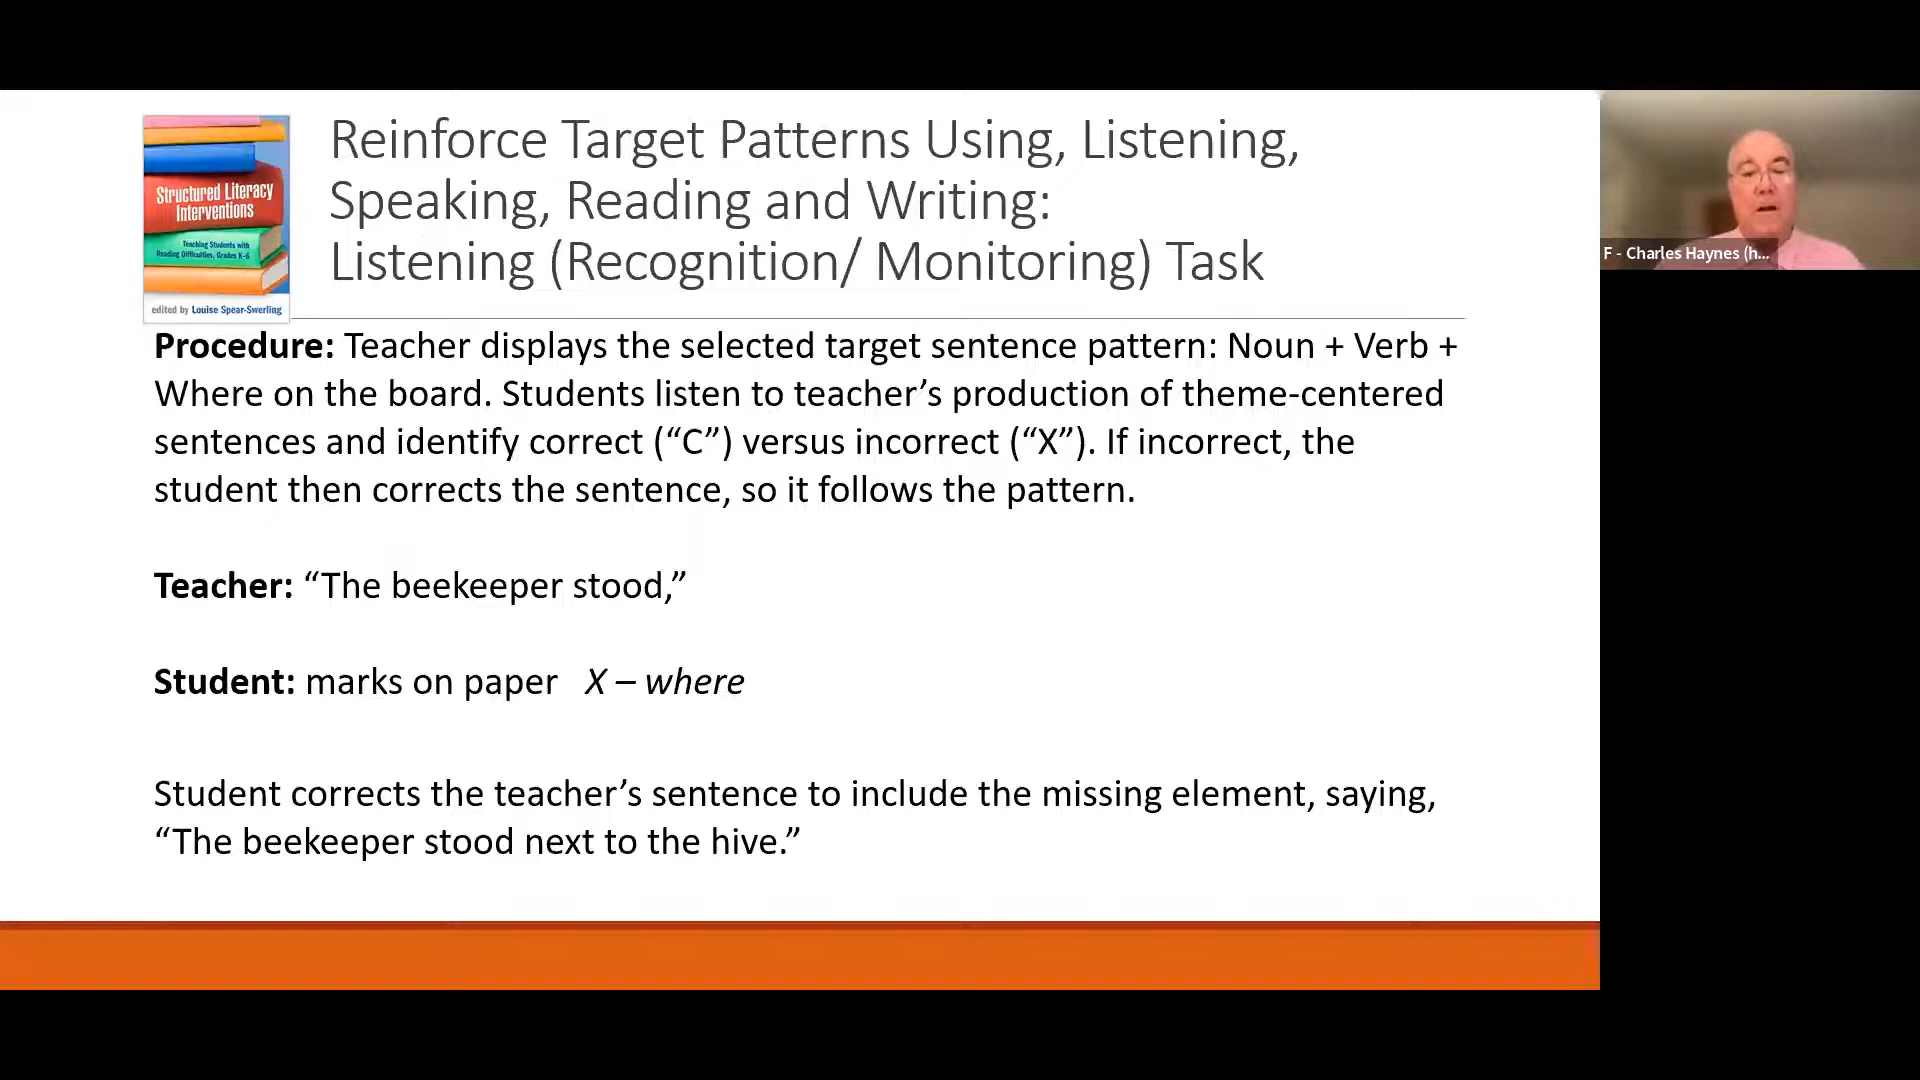 Structured Literacy
Interventions
Teaching Students with
Reading Difficulties, Grades K–6
edited by Louise Spear-Swerling
Reinforce Target Patterns Using, Listening,
Speaking, Reading and Writing:
Listening (Recognition/ Monitoring) Task
Procedure: Teacher displays the selected target sentence pattern: Noun + Verb +
Where on the board. Students listen to teacher’s production of theme-centered
sentences and identify correct (“C”) versus incorrect (“X”). If incorrect, the
student then corrects the sentence, so it follows the pattern.
Teacher: “The beekeeper stood,”
Student: marks on paper X – where
Student corrects the teacher’s sentence to include the missing element, saying,
“The beekeeper stood next to the hive.”
F - Charles Haynes (h...